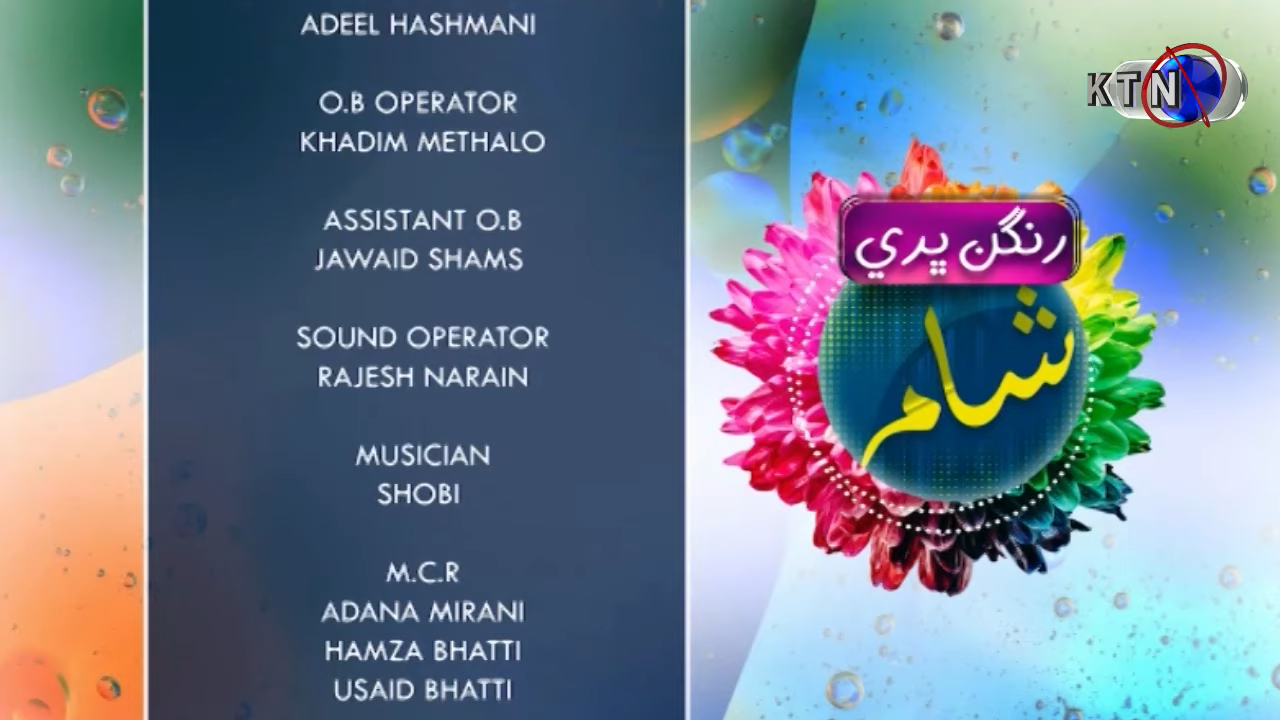 ADEEL HASHMANI
O.B OPERATOR
KHADIM METHALO
ASSISTANT O.B
JAWAID SHAMS
SOUND OPERATOR
RAJESH NARAIN
MUSICIAN
SHOBI
M.C.R
ADANA MIRANI
HAMZA BHATTI
USAID BHATTI
KTN
رنگن ڀري
شام